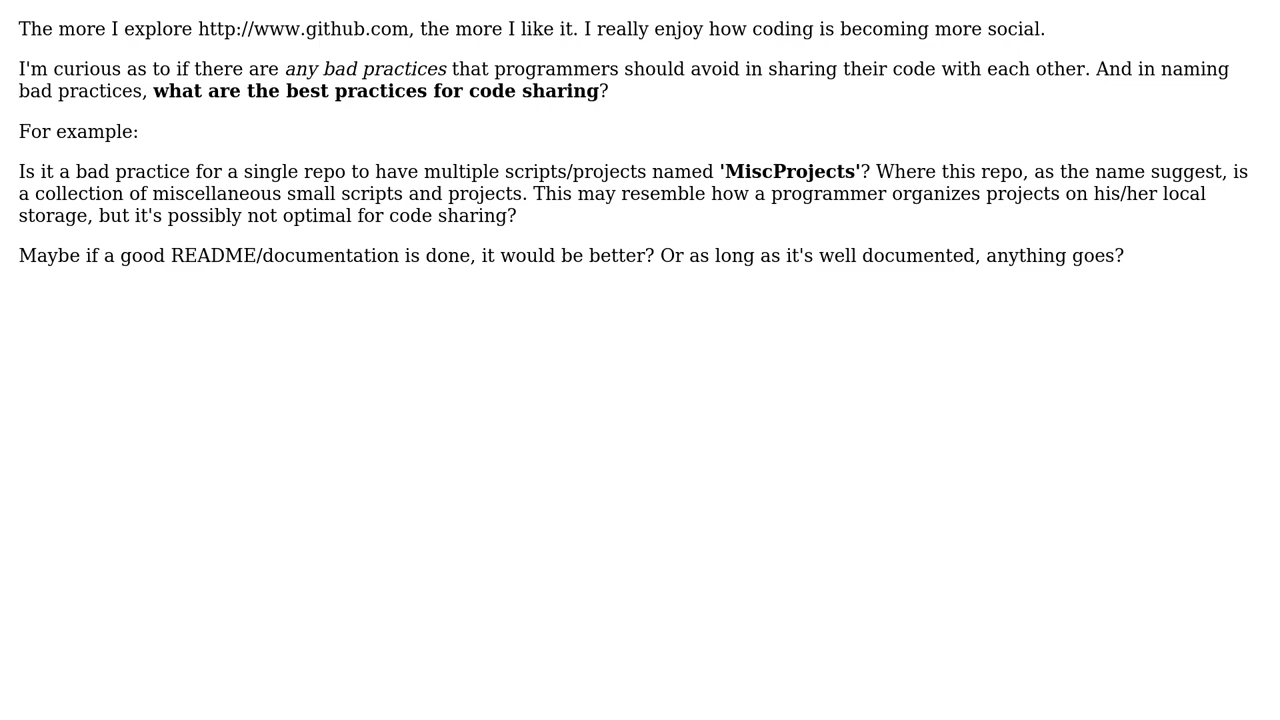 The more I explore http://www.github.com, the more I like it. I really enjoy how coding is becoming more social.
I'm curious as to if there are any bad practices that programmers should avoid in sharing their code with each other. And in naming
bad practices, what are the best practices for code sharing?
For example:
Is it a bad practice for a single repo to have multiple scripts/projects named 'MiscProjects'? Where this repo, as the name suggest, is
a collection of miscellaneous small scripts and projects. This may resemble how a programmer organizes projects on his/her local
storage, but it's possibly not optimal for code sharing?
Maybe if a good README/documentation is done, it would be better? Or as long as it's well documented, anything goes?